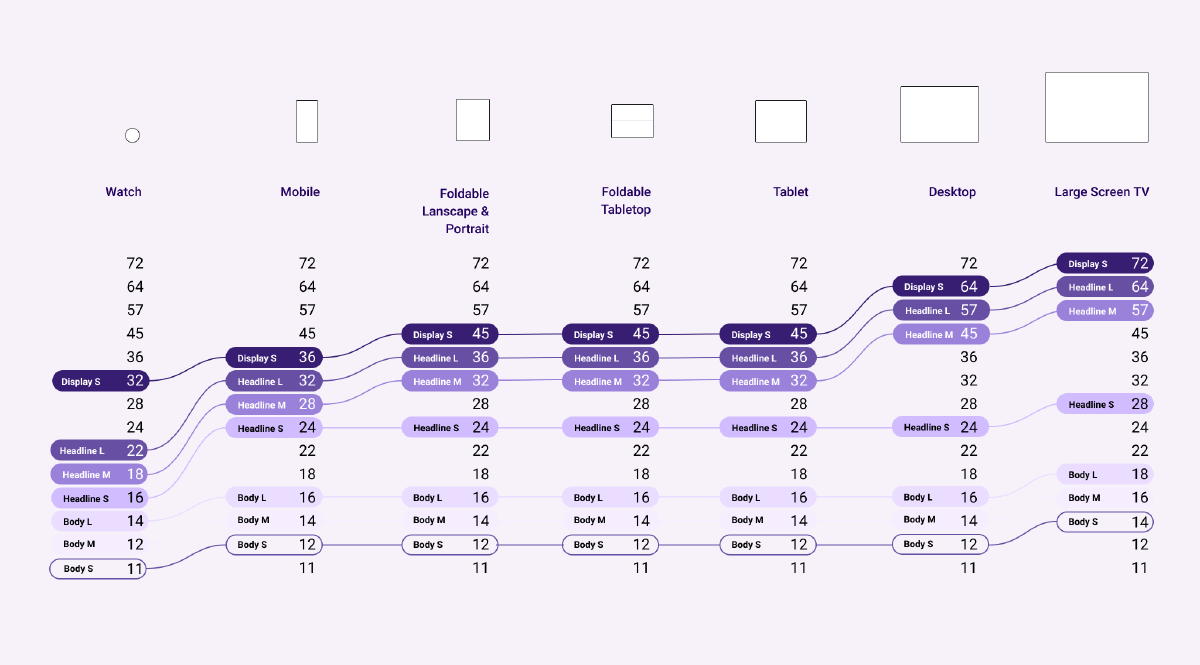 Watch Mobile Foldable Foldable Tablet Desktop Large Screen TV
Lanscape & Tabletop
Portrait
72 72 72 72 72 72 Display S 72
64 64 64 64 64 Display S 64 Headline L 64
57 57 57 57 57 Headline L 57 Headline M 57
45 45 Display S 45 Display S 45 Display S 45 Headline M 45 45
36 Display S 36 Headline L 36 Headline L 36 Headline L 36 36 36
Display S 32 Headline L 32 Headline M 32 Headline M 32 Headline M 32 32 32
28 Headline M 28 28 28 28 28 Headline S 28
24 Headline S 24 Headline S 24 Headline S 24 Headline S 24 Headline S 24 24
Headline L 22 22 22 22 22 22 22
Headline M 18 18 18 18 18 18 Body L 18
Headline S 16 Body L 16 Body L 16 Body L 16 Body L 16 Body L 16 Body M 16
Body L 14 Body M 14 Body M 14 Body M 14 Body M 14 Body M 14 Body S 14
Body M 12 Body S 12 Body S 12 Body S 12 Body S 12 Body S 12 12
Body S 11 11 11 11 11 11 11